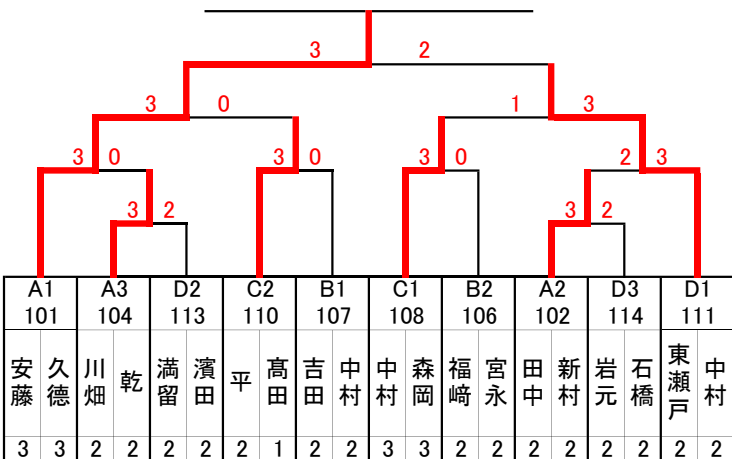 3 2
3 0 1 3
3 0 3 0 3 0 2 3
3 2 3 2
A1 A3 D2 C2 B1 C1 B2 A2 D3 D1
101 104 113 110 107 108 106 102 114 111
安藤 久德 川畑 乾 満留 濱田 平 髙田 吉田 中村 中村 森岡 福﨑 宮永 田中 新村 岩元 石橋 東瀬戸 中村
3 3 2 2 2 2 2 1 2 2 3 3 2 2 2 2 2 2 2 2